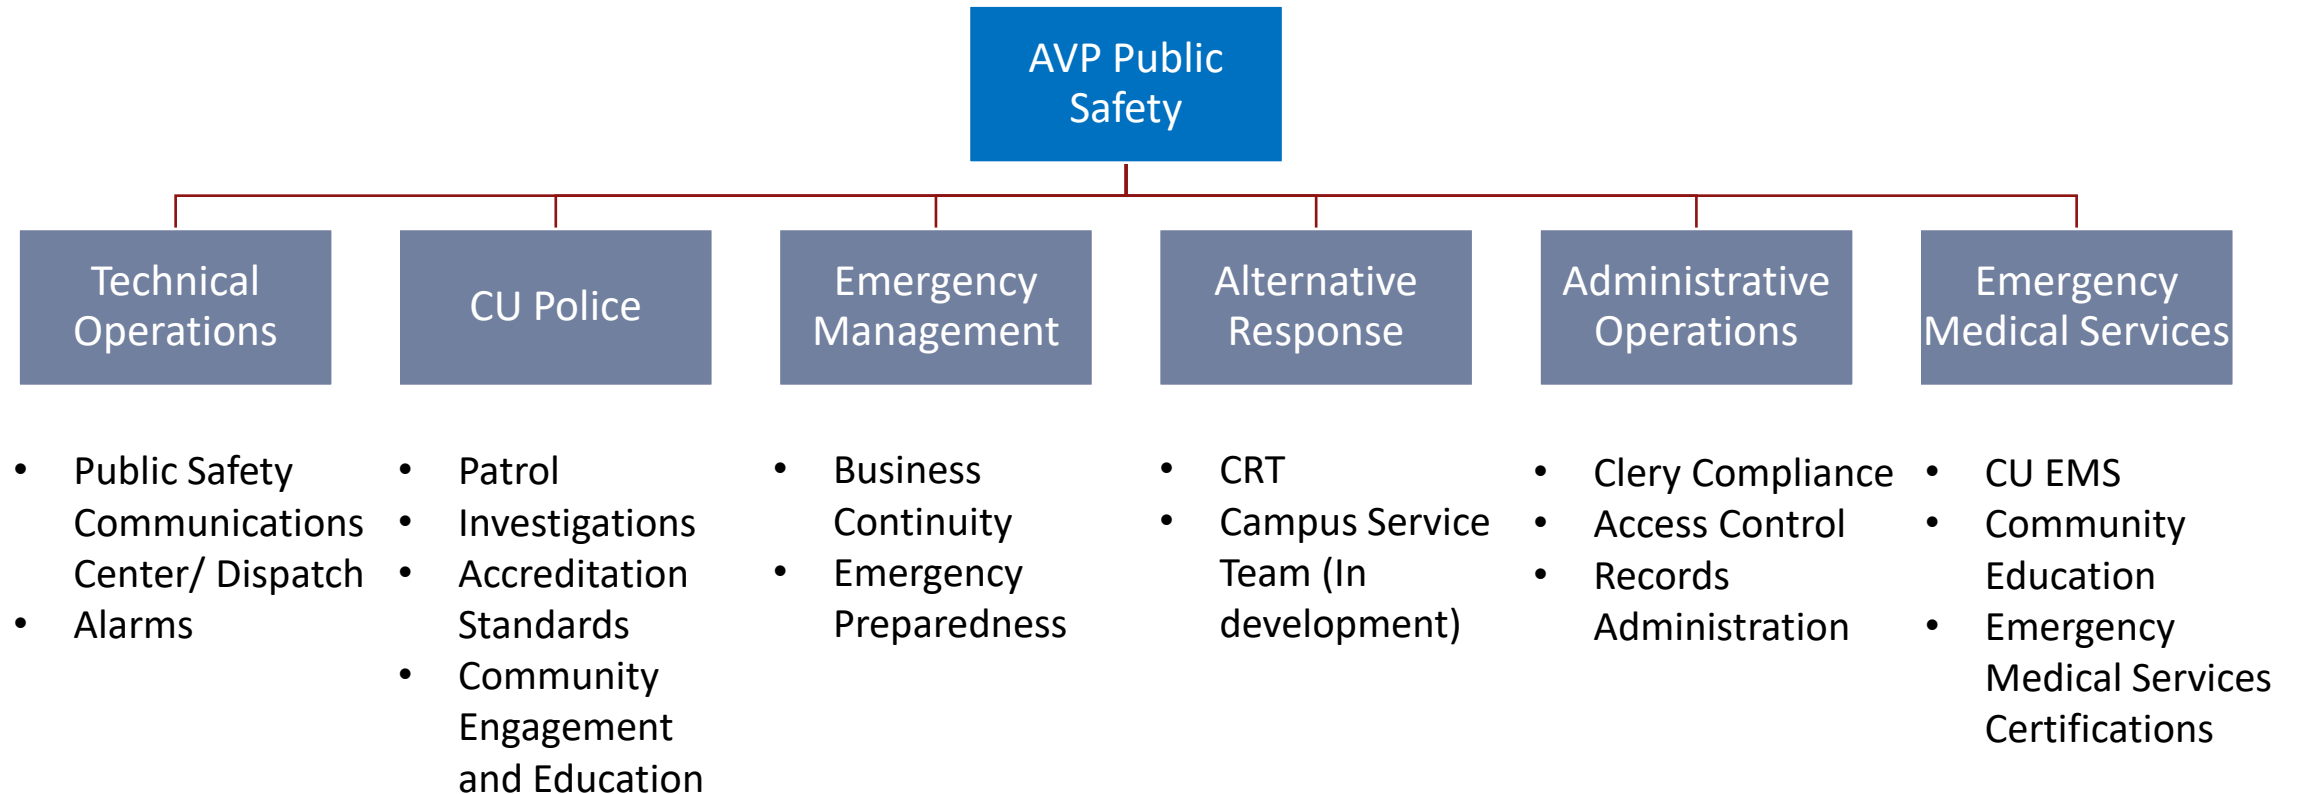 AVP Public
Safety
Technical
Operations
CU Police
Emergency
Management
Alternative
Response
Administrative
Operations
Emergency
Medical Services
• Public Safety
Communications
Center/ Dispatch
• Alarms
• Patrol
• Investigations
• Accreditation
Standards
• Community
Engagement
and Education
• Business
Continuity
• Emergency
Preparedness
• CRT
• Campus Service
Team (In
development)
• Clery Compliance
• Access Control
• Records
Administration
• CU EMS
• Community
Education
• Emergency
Medical Services
Certifications